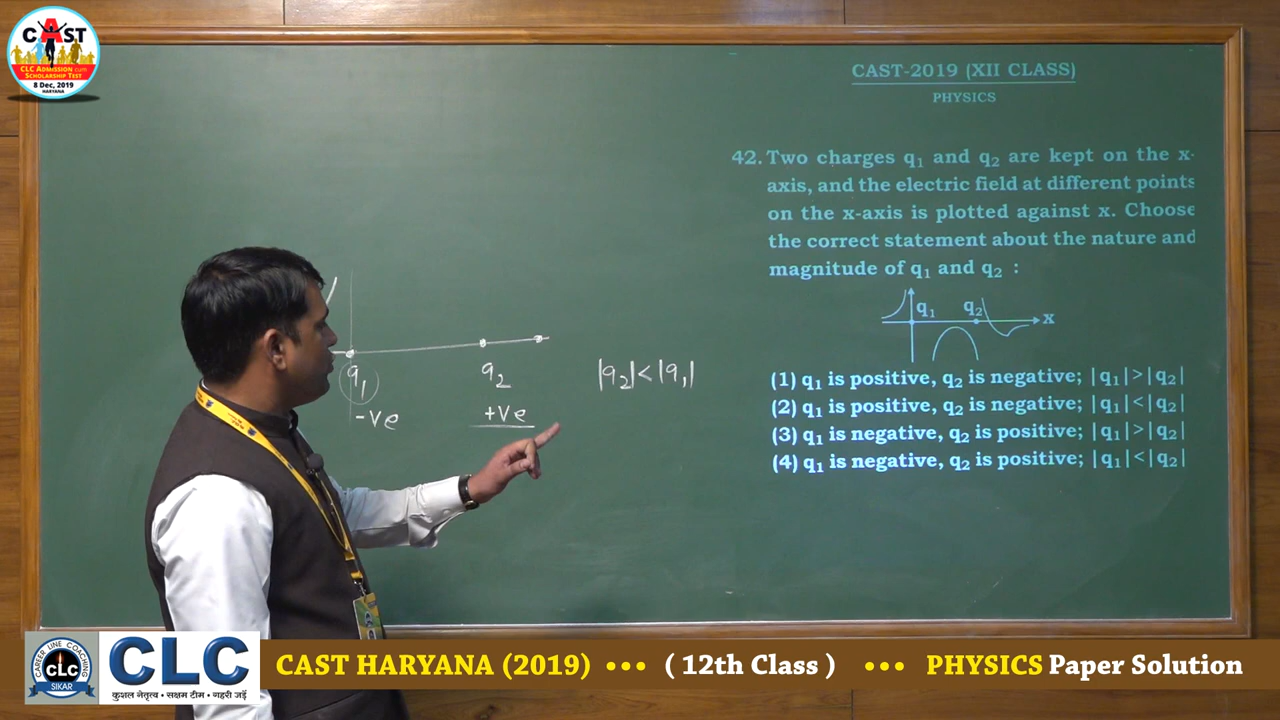 CAST
CLC ADMISSION cum
SCHOLARSHIP TEST
8 Dec, 2019
HARYANA
CAST-2019 (XII CLASS)
PHYSICS
42. Two charges q₁ and q₂ are kept on the x-
axis, and the electric field at different points
on the x-axis is plotted against x. Choose
the correct statement about the nature and
magnitude of q₁ and q₂ :
q₁ q₂ x
(1) q₁ is positive, q₂ is negative; |q₁|>|q₂|
(2) q₁ is positive, q₂ is negative; |q₁|<|q₂|
(3) q₁ is negative, q₂ is positive; |q₁|>|q₂|
(4) q₁ is negative, q₂ is positive; |q₁|<|q₂|
q₁ q₂ |q₂|<|q₁|
-ve +ve
CAREER LINE COACHING
CLC
SIKAR
CLC
कुशल नेतृत्व • सक्षम टीम • गहरी जड़ें
CAST HARYANA (2019) ••• ( 12th Class ) ••• PHYSICS Paper Solution